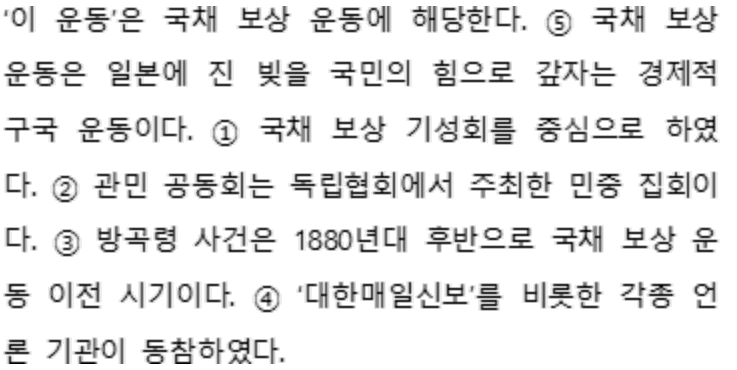 ‘이 운동’은 국채 보상 운동에 해당한다. ⑤ 국채 보상
운동은 일본에 진 빚을 국민의 힘으로 갚자는 경제적
구국 운동이다. ① 국채 보상 기성회를 중심으로 하였
다. ② 관민 공동회는 독립협회에서 주최한 민중 집회이
다. ③ 방곡령 사건은 1880년대 후반으로 국채 보상 운
동 이전 시기이다. ④ ‘대한매일신보’를 비롯한 각종 언
론 기관이 동참하였다.